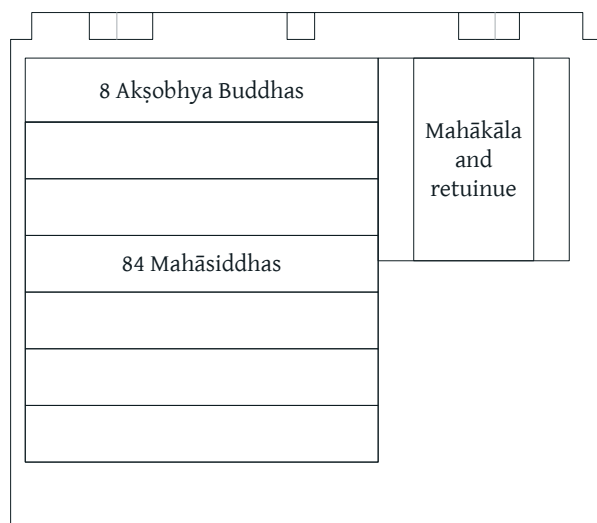 8 Akṣobhya Buddhas
Mahākāla
and
retuinue
84 Mahāsiddhas